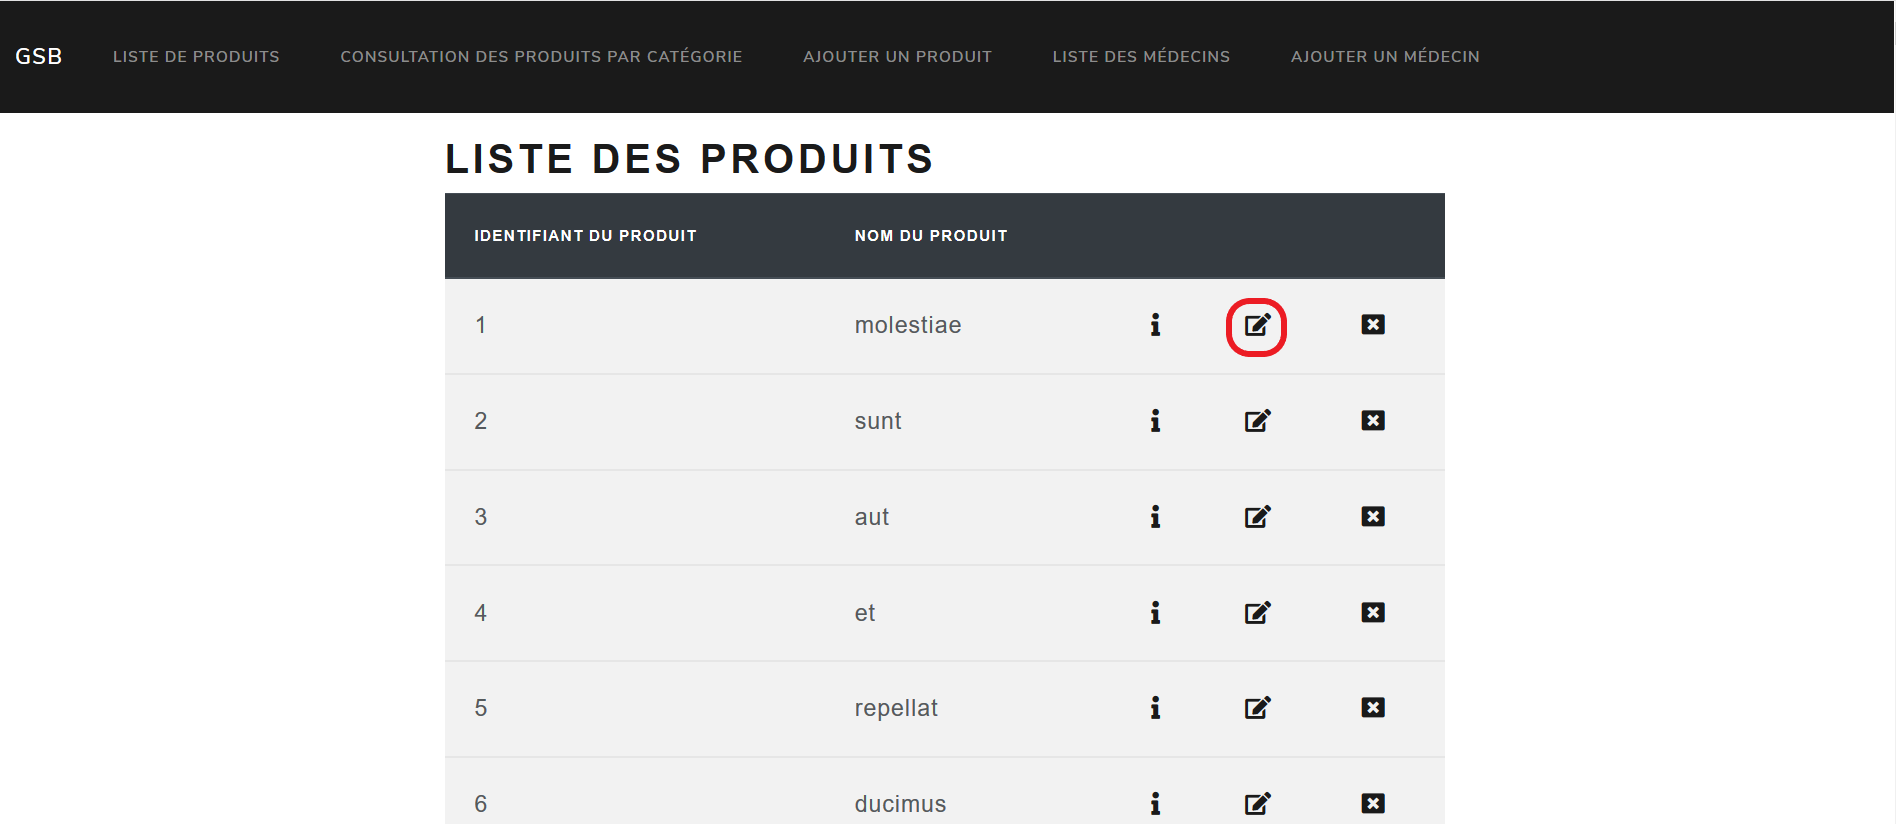 GSB LISTE DE PRODUITS CONSULTATION DES PRODUITS PAR CATÉGORIE AJOUTER UN PRODUIT LISTE DES MÉDECINS AJOUTER UN MÉDECIN
LISTE DES PRODUITS
IDENTIFIANT DU PRODUIT NOM DU PRODUIT
1 molestiae
2 sunt
3 aut
4 et
5 repellat
6 ducimus